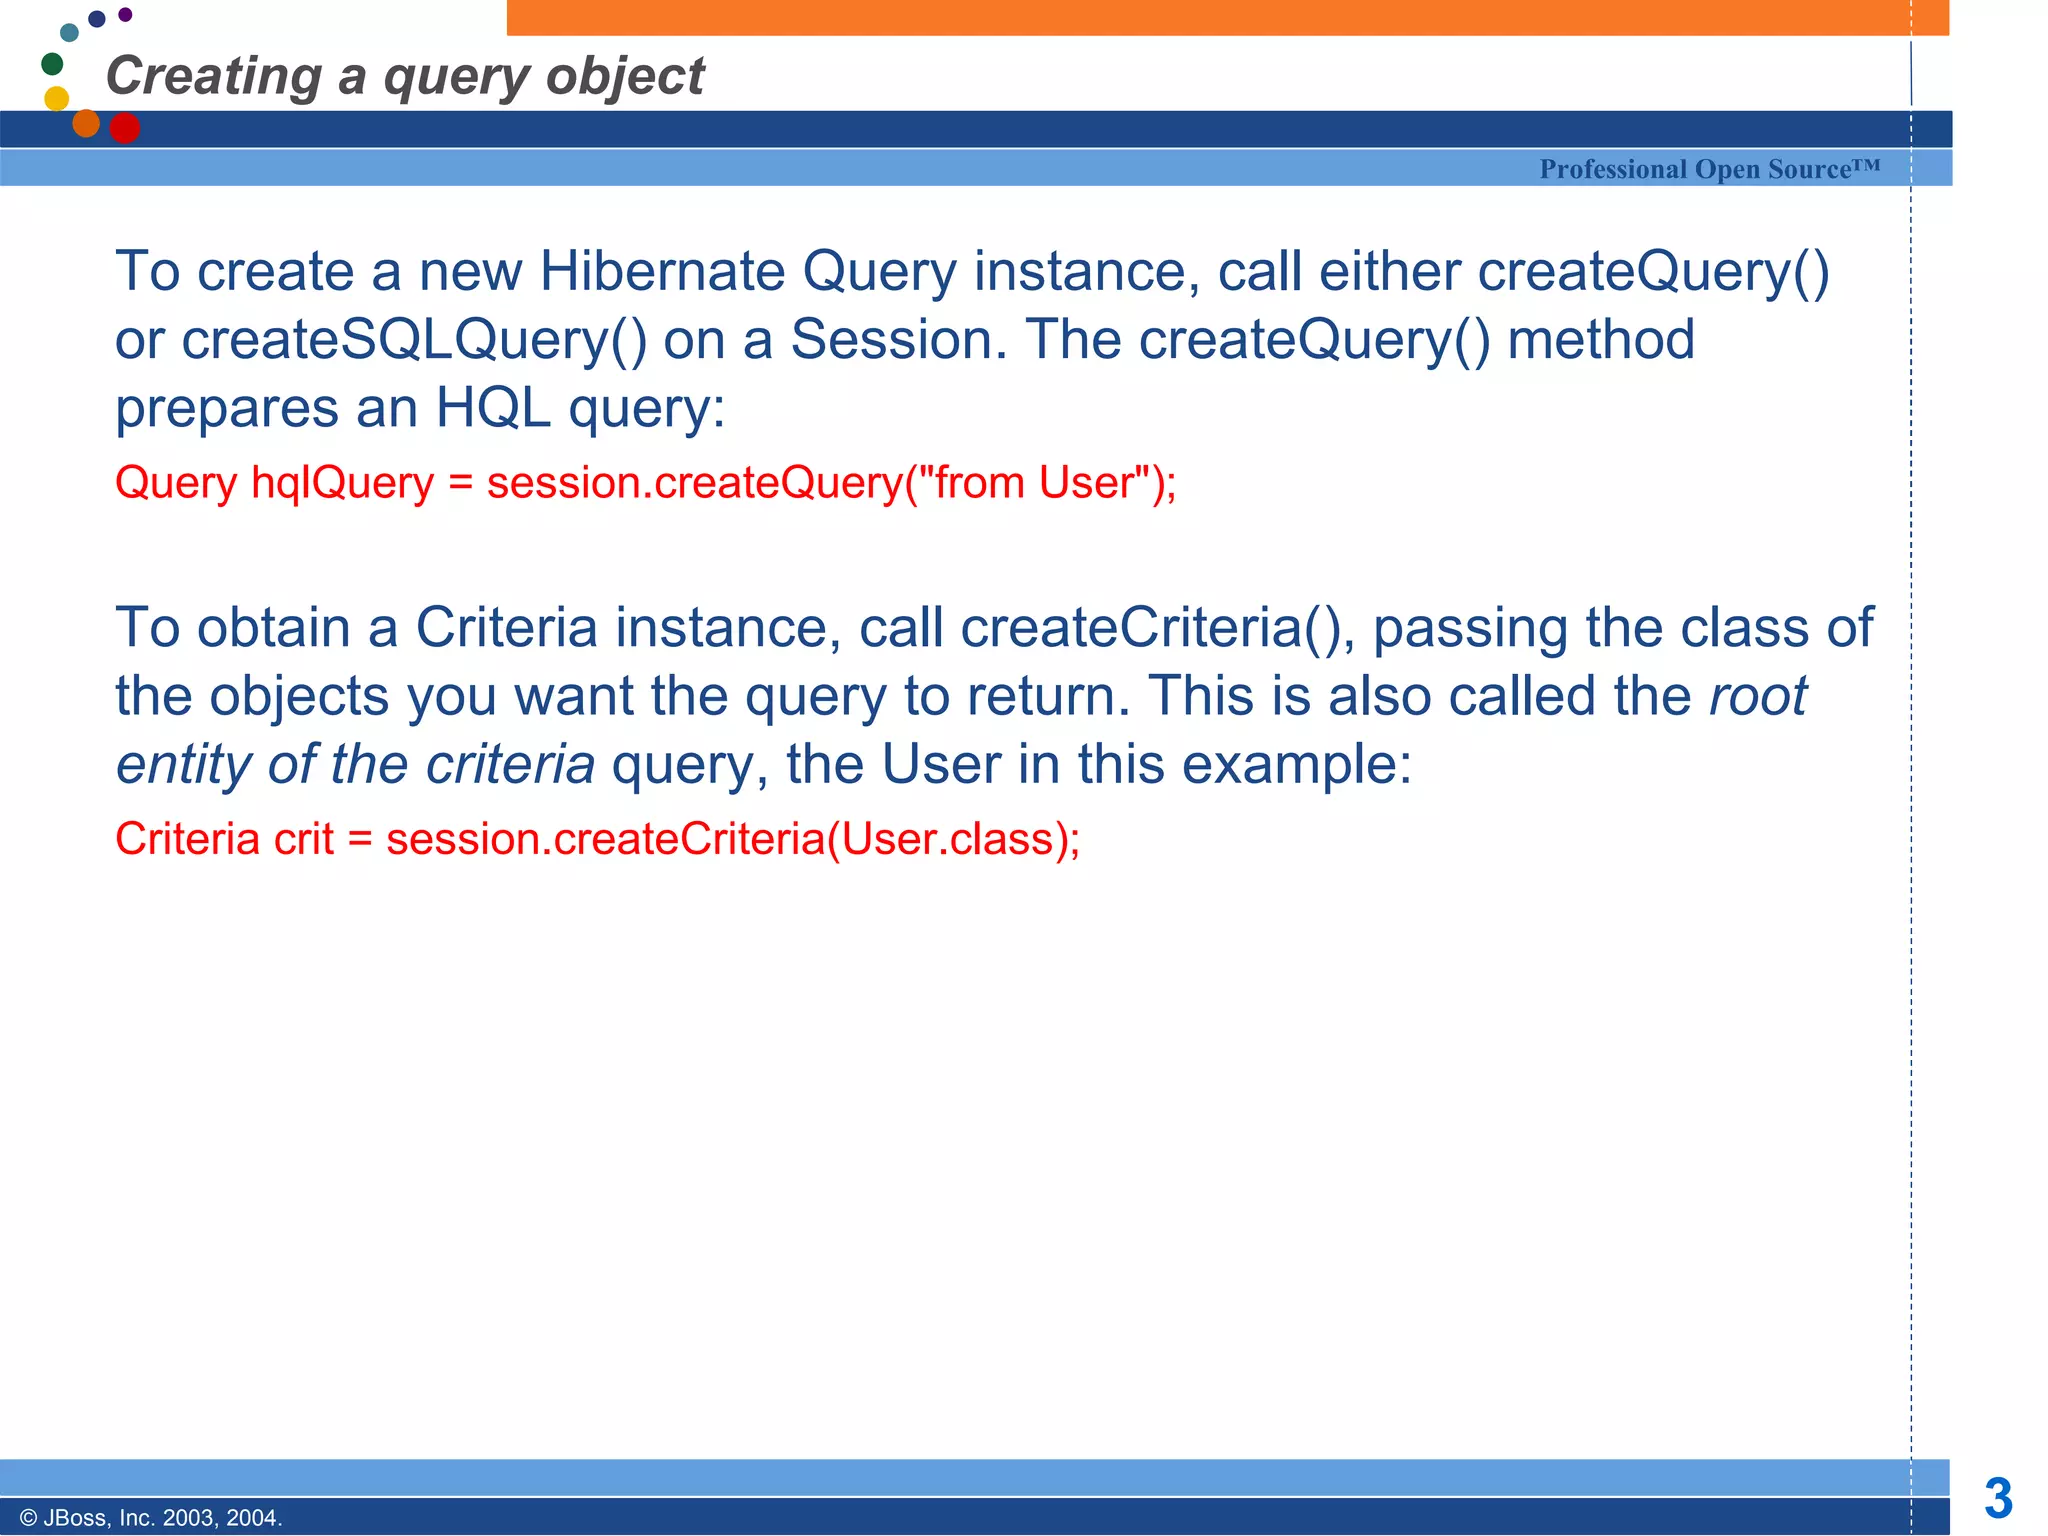 Creating a query object
Professional Open Source™
To create a new Hibernate Query instance, call either createQuery()
or createSQLQuery() on a Session. The createQuery() method
prepares an HQL query:
Query hqlQuery = session.createQuery("from User");
To obtain a Criteria instance, call createCriteria(), passing the class of
the objects you want the query to return. This is also called the root
entity of the criteria query, the User in this example:
Criteria crit = session.createCriteria(User.class);
© JBoss, Inc. 2003, 2004.
3